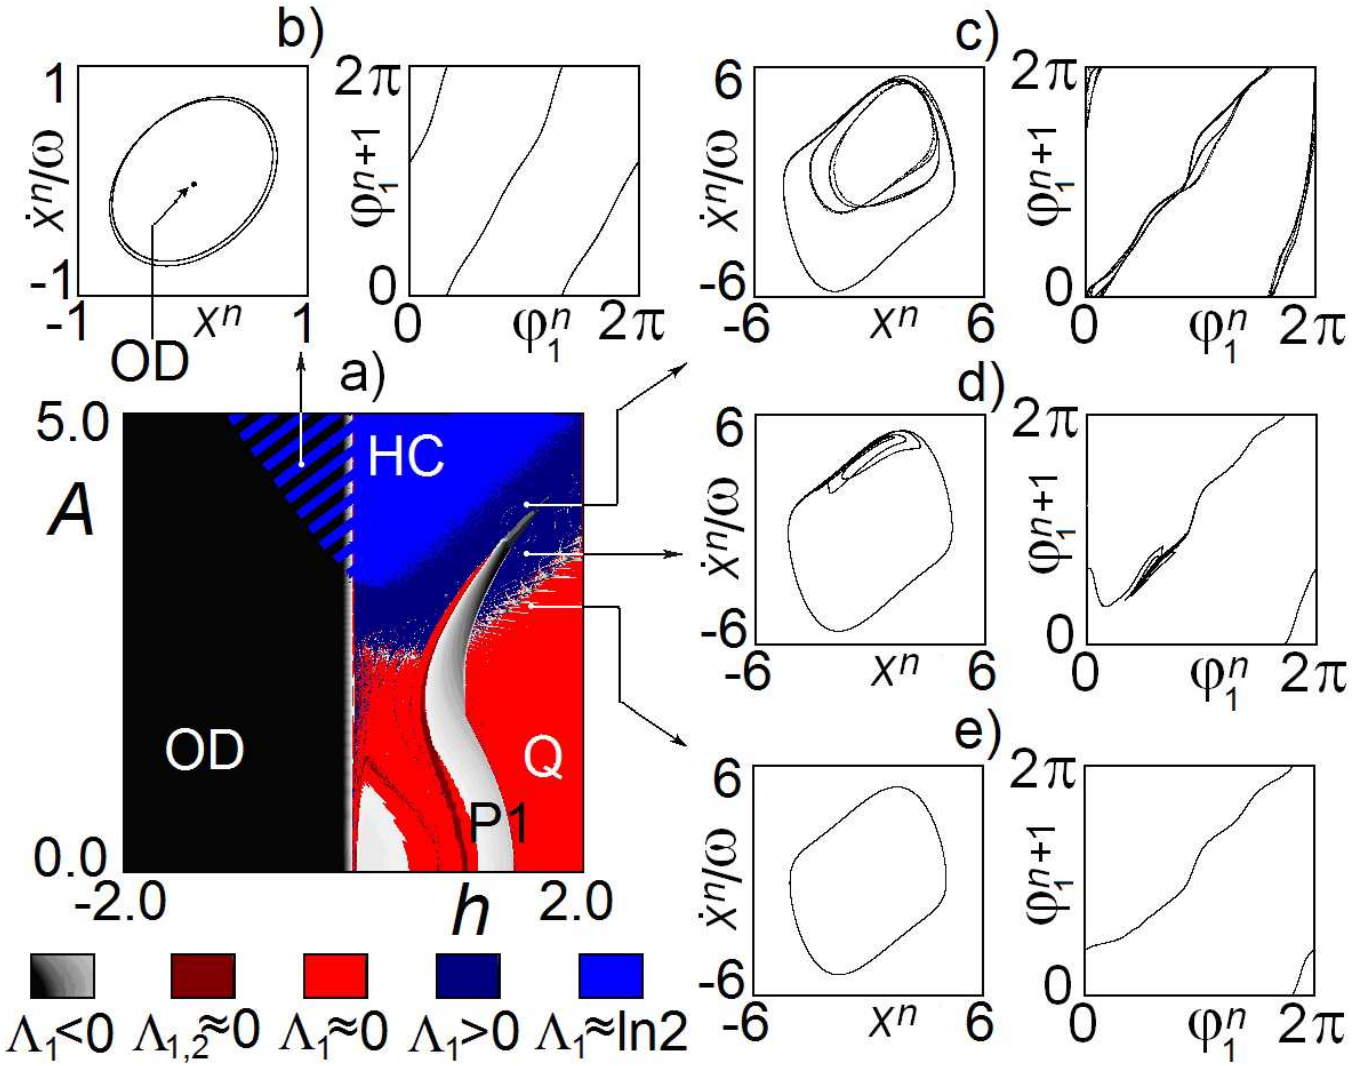 b)
1
ẋⁿ/ω
-1
-1
xⁿ
1
OD
2π
φ₁ⁿ⁺¹
0
0
φ₁ⁿ
2π
c)
6
ẋⁿ/ω
-6
-6
xⁿ
6
2π
φ₁ⁿ⁺¹
0
0
φ₁ⁿ
2π
a)
5.0
A
0.0
-2.0
h
2.0
HC
OD
P1
Q
d)
6
ẋⁿ/ω
-6
-6
xⁿ
6
2π
φ₁ⁿ⁺¹
0
0
φ₁ⁿ
2π
e)
6
ẋⁿ/ω
-6
-6
xⁿ
6
2π
φ₁ⁿ⁺¹
0
0
φ₁ⁿ
2π
Λ₁<0
Λ₁,₂≈0
Λ₁≈0
Λ₁>0
Λ₁≈ln2